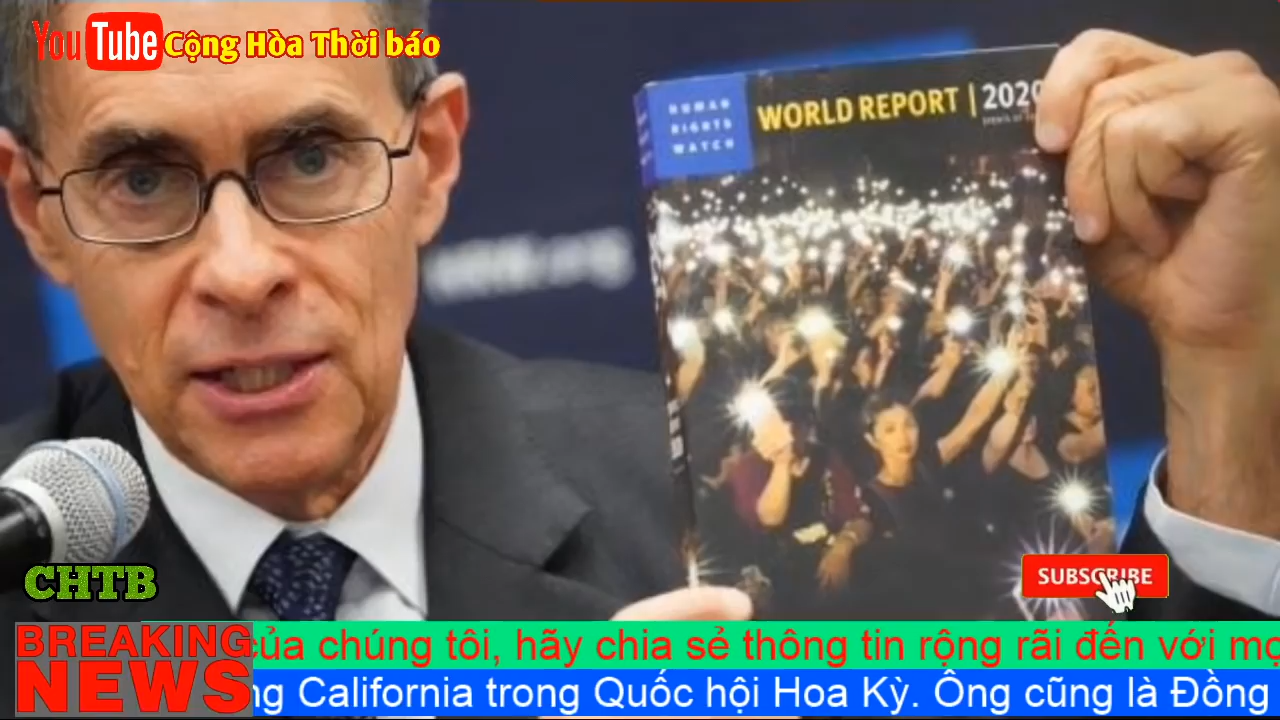 YouTube Cộng Hòa Thời báo
HUMAN
RIGHTS
WATCH
WORLD REPORT | 2020
CHTB
SUBSCRIBE
BREAKING
NEWS
của chúng tôi, hãy chia sẻ thông tin rộng rãi đến với
ng California trong Quốc hội Hoa Kỳ. Ông cũng là Đồng